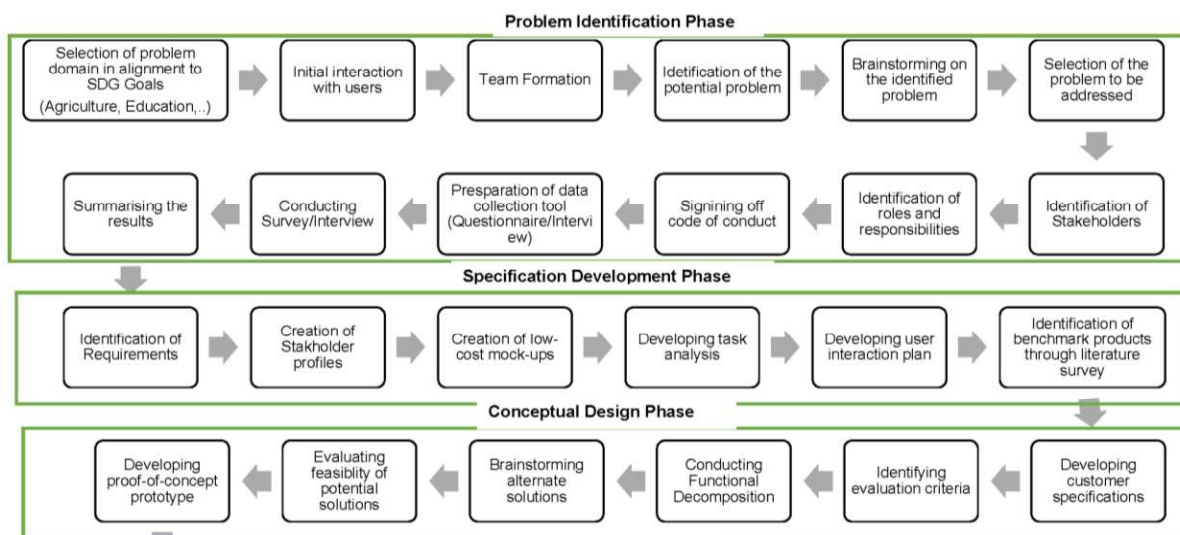 Problem Identification Phase
Selection of problem
domain in alignment to
SDG Goals
(Agriculture, Education,..)
Initial interaction
with users
Team Formation
Idetification of the
potential problem
Brainstorming on
the identified
problem
Selection of the
problem to be
addressed
Summarising the
results
Conducting
Survey/Interview
Presparation of data
collection tool
(Questionnaire/Intervi
ew)
Signining off
code of conduct
Identification of
roles and
responsibilities
Identification of
Stakeholders
Specification Development Phase
Identification of
Requirements
Creation of
Stakholder
profiles
Creation of low-
cost mock-ups
Developing task
analysis
Developing user
interaction plan
Identification of
benchmark products
through literature
survey
Conceptual Design Phase
Developing
proof-of-concept
prototype
Evaluating
feasiblity of
potential
solutions
Brainstorming
alternate
solutions
Conducting
Functional
Decomposition
Identifying
evaluation criteria
Developing
customer
specifications